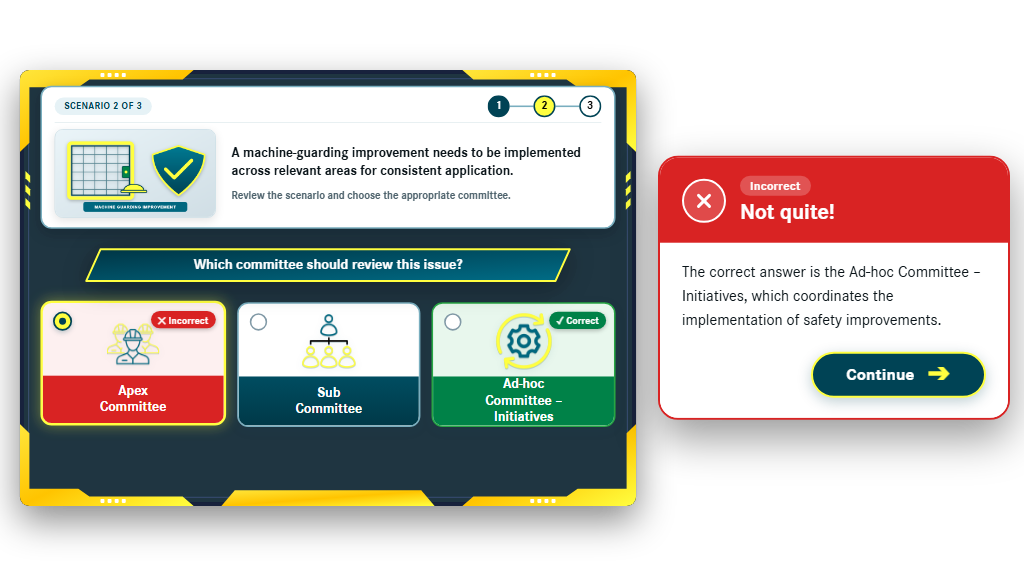 SCENARIO 2 OF 3
1 2 3
A machine-guarding improvement needs to be implemented
across relevant areas for consistent application.
Review the scenario and choose the appropriate committee.
MACHINE GUARDING IMPROVEMENT
Which committee should review this issue?
Incorrect
Apex
Committee
Sub
Committee
Correct
Ad-hoc
Committee –
Initiatives
Incorrect
Not quite!
The correct answer is the Ad-hoc Committee –
Initiatives, which coordinates the
implementation of safety improvements.
Continue